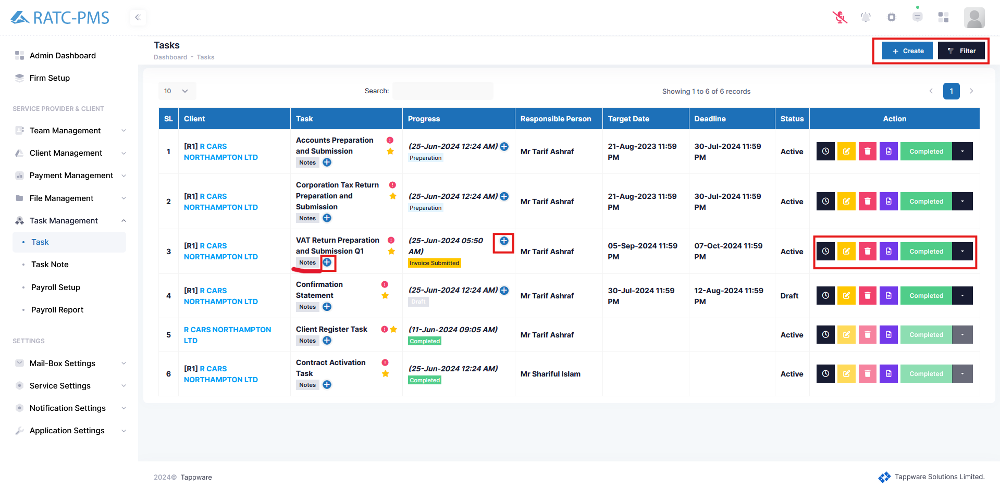 RATC-PMS
Tasks
Dashboard - Tasks
+ Create
Filter
Admin Dashboard
Firm Setup
SERVICE PROVIDER & CLIENT
Team Management
Client Management
Payment Management
File Management
Task Management
Task
Task Note
Payroll Setup
Payroll Report
SETTINGS
Mail-Box Settings
Service Settings
Notification Settings
Application Settings
10
Search:
Showing 1 to 6 of 6 records
1
SL Client Task Progress Responsible Person Target Date Deadline Status Action
1
[R1] R CARS
NORTHAMPTON LTD
Accounts Preparation
and Submission
Notes
(25-Jun-2024 12:24 AM)
Preparation
Mr Tarif Ashraf
21-Aug-2023 11:59
PM
30-Jul-2024 11:59
PM
Active
Completed
2
[R1] R CARS
NORTHAMPTON LTD
Corporation Tax Return
Preparation and
Submission
Notes
(25-Jun-2024 12:24 AM)
Preparation
Mr Tarif Ashraf
21-Aug-2023 11:59
PM
30-Jul-2024 11:59
PM
Active
Completed
3
[R1] R CARS
NORTHAMPTON LTD
VAT Return Preparation
and Submission Q1
Notes
(25-Jun-2024 05:50
AM)
Invoice Submitted
Mr Tarif Ashraf
05-Sep-2024 11:59
PM
07-Oct-2024 11:59
PM
Active
Completed
4
[R1] R CARS
NORTHAMPTON LTD
Confirmation
Statement
Notes
(25-Jun-2024 12:24 AM)
Draft
Mr Tarif Ashraf
30-Jul-2024 11:59
PM
12-Aug-2024 11:59
PM
Draft
Completed
5
R CARS NORTHAMPTON
LTD
Client Register Task
Notes
(11-Jun-2024 09:05 AM)
Completed
Mr Tarif Ashraf
Active
Completed
6
[R1] R CARS
NORTHAMPTON LTD
Contract Activation
Task
Notes
(25-Jun-2024 12:24 AM)
Completed
Mr Shariful Islam
Active
Completed
2024© Tappware
Tappware Solutions Limited.